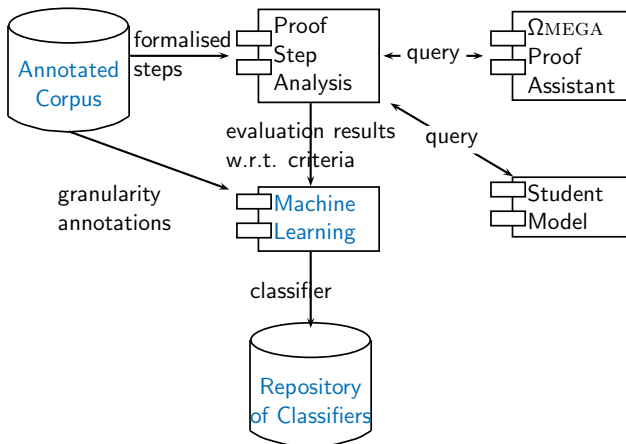 Annotated
Corpus
formalised
steps
Proof
Step
Analysis
query
ΩMEGA
Proof
Assistant
evaluation results
w.r.t. criteria
query
granularity
annotations
Machine
Learning
Student
Model
classifier
Repository
of Classifiers